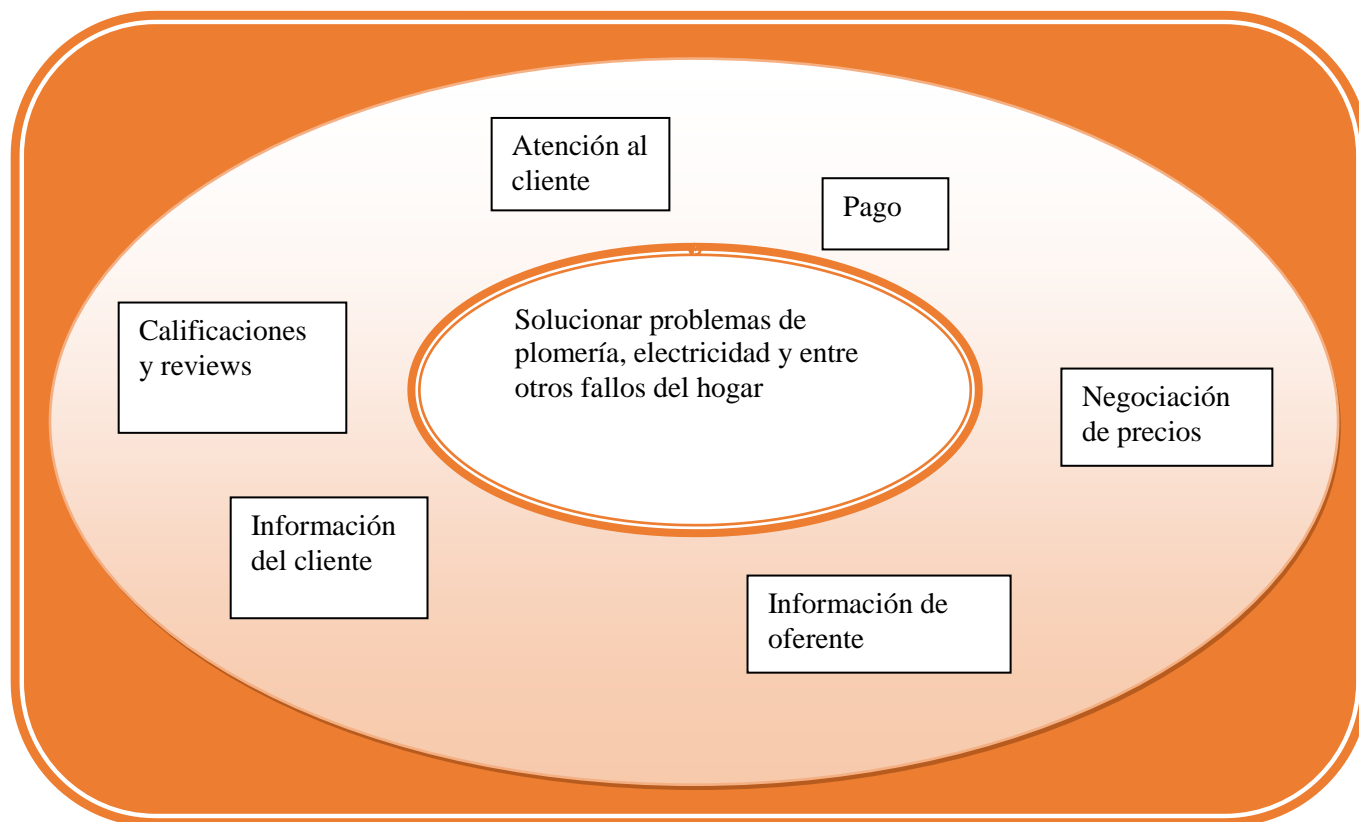 Atención al
cliente
Pago
Calificaciones
y reviews
Solucionar problemas de
plomería, electricidad y entre
otros fallos del hogar
Negociación
de precios
Información
del cliente
Información de
oferente